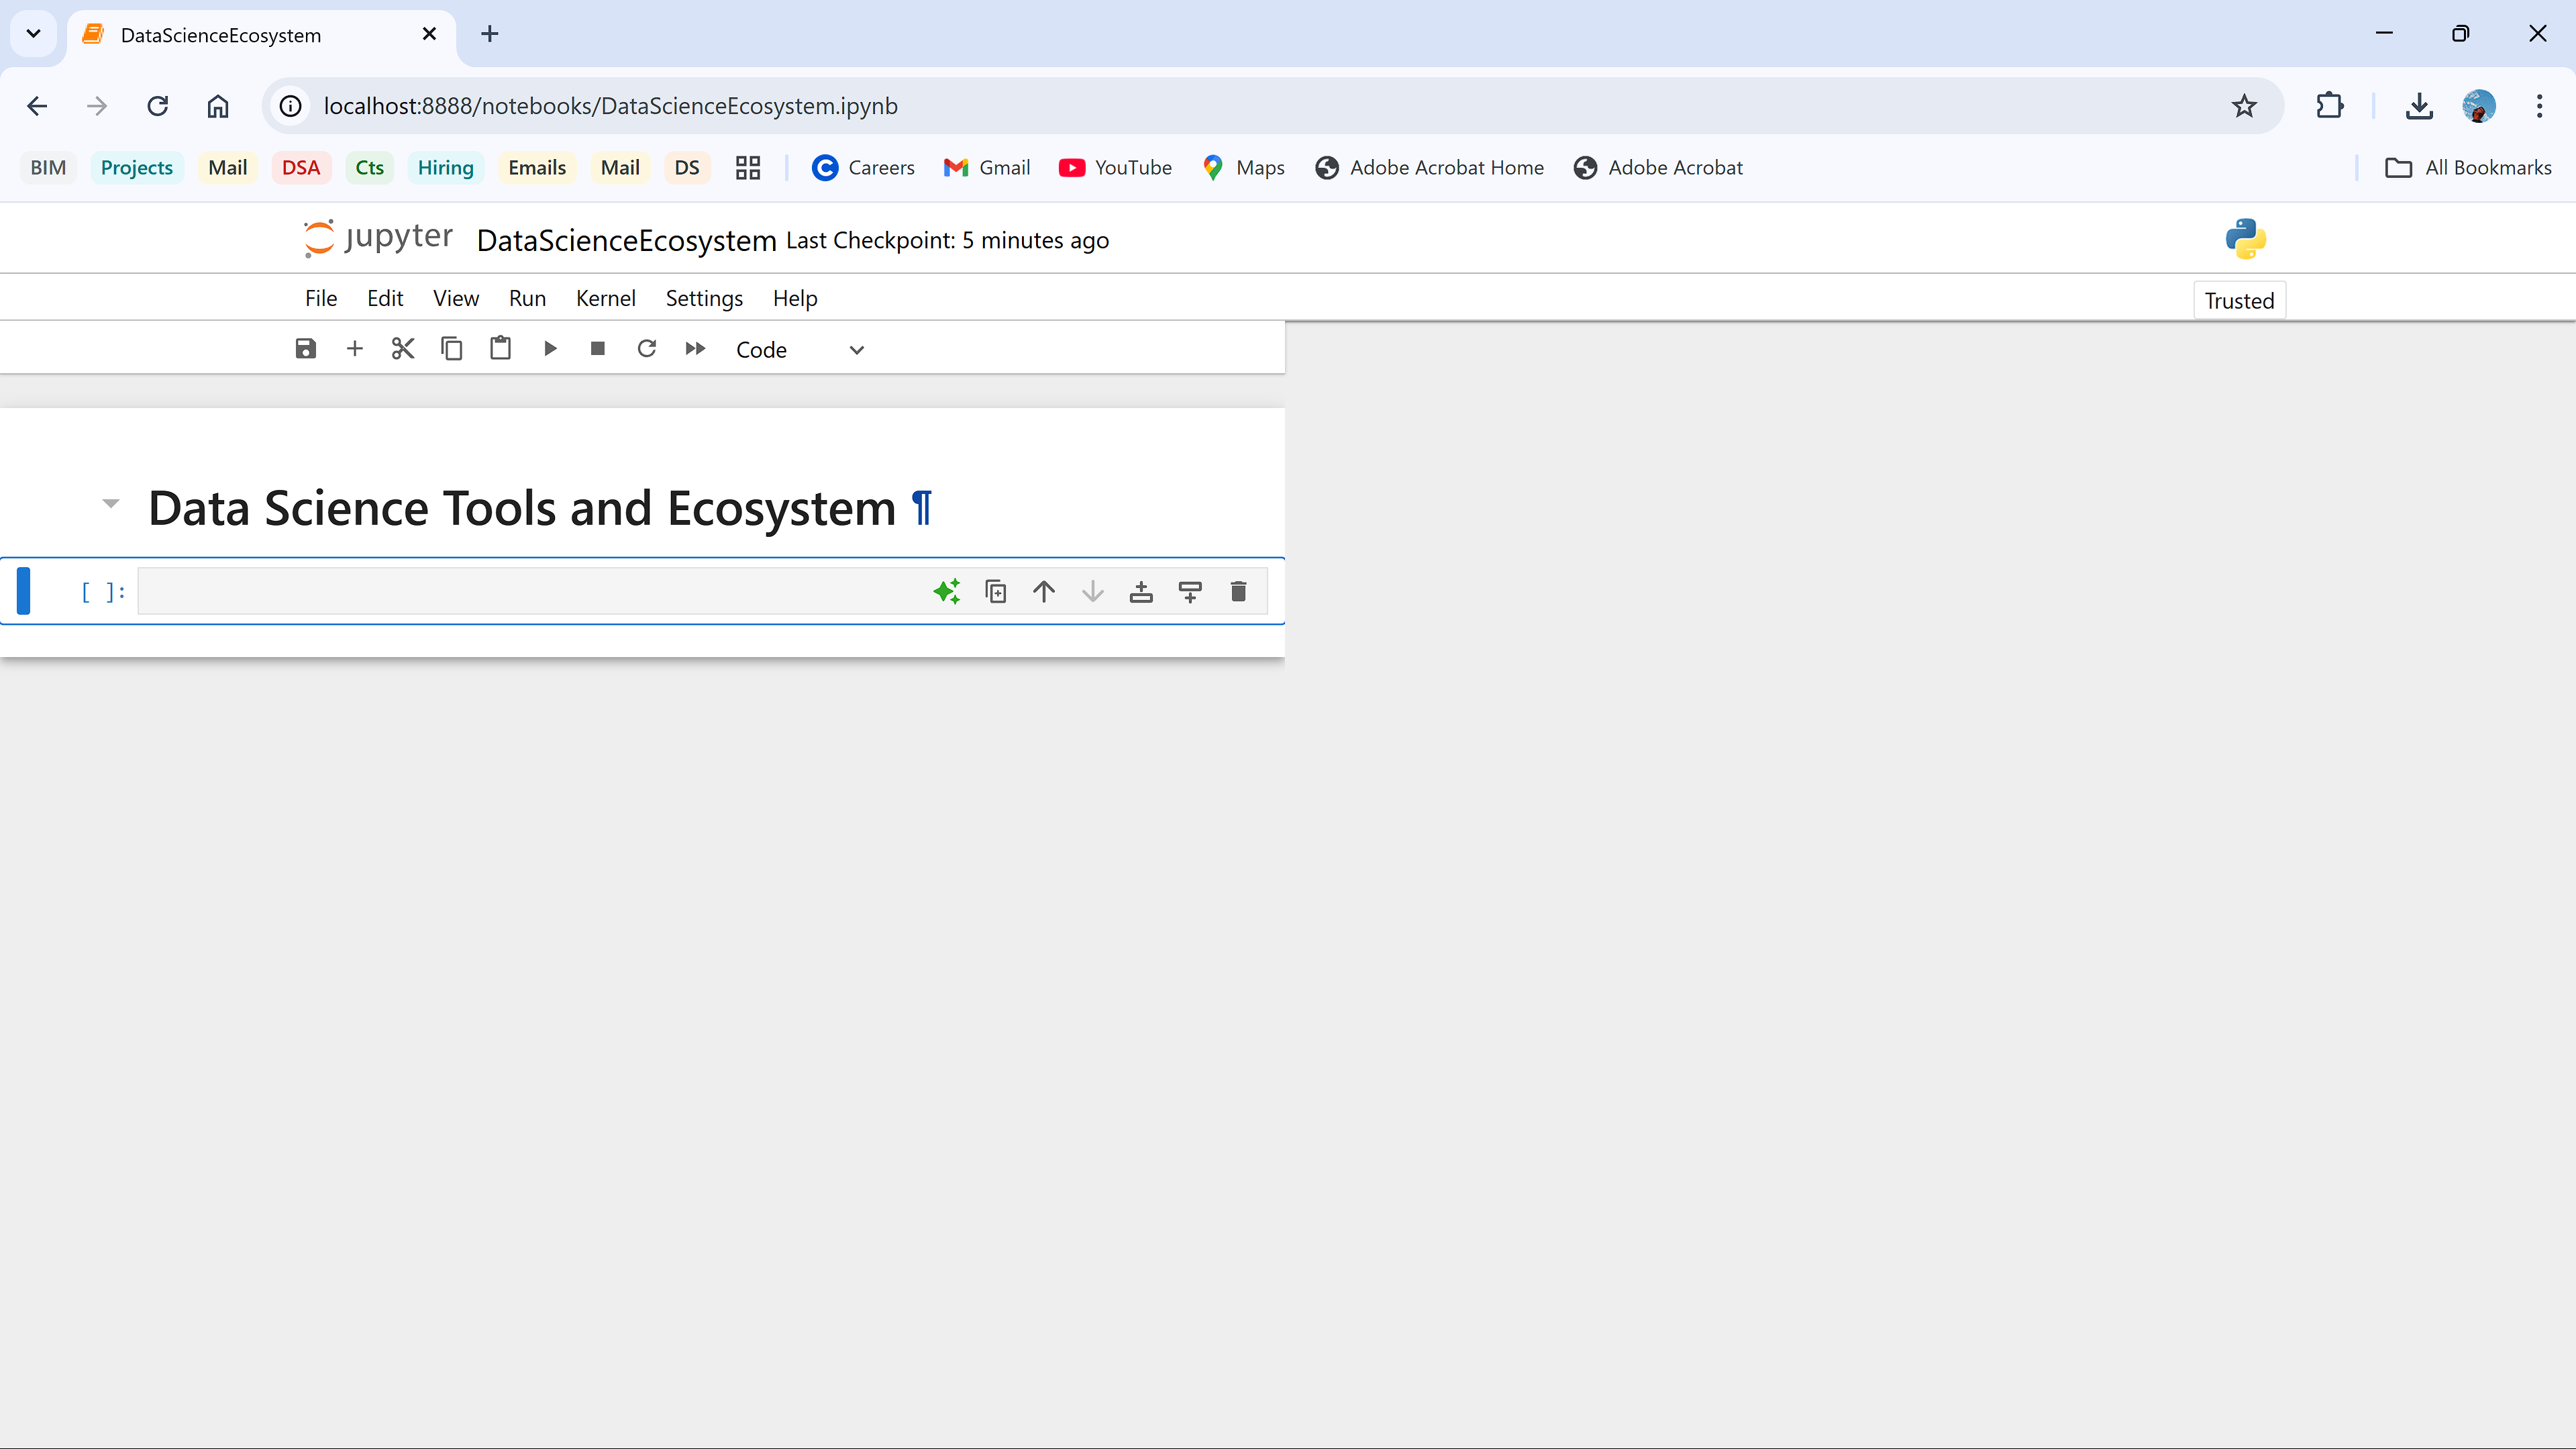 DataScienceEcosystem
localhost:8888/notebooks/DataScienceEcosystem.ipynb
BIM Projects Mail DSA Cts Hiring Emails Mail DS Careers Gmail YouTube Maps Adobe Acrobat Home Adobe Acrobat All Bookmarks
jupyter DataScienceEcosystem Last Checkpoint: 5 minutes ago
File Edit View Run Kernel Settings Help Trusted
Code
Data Science Tools and Ecosystem ¶
[ ]: